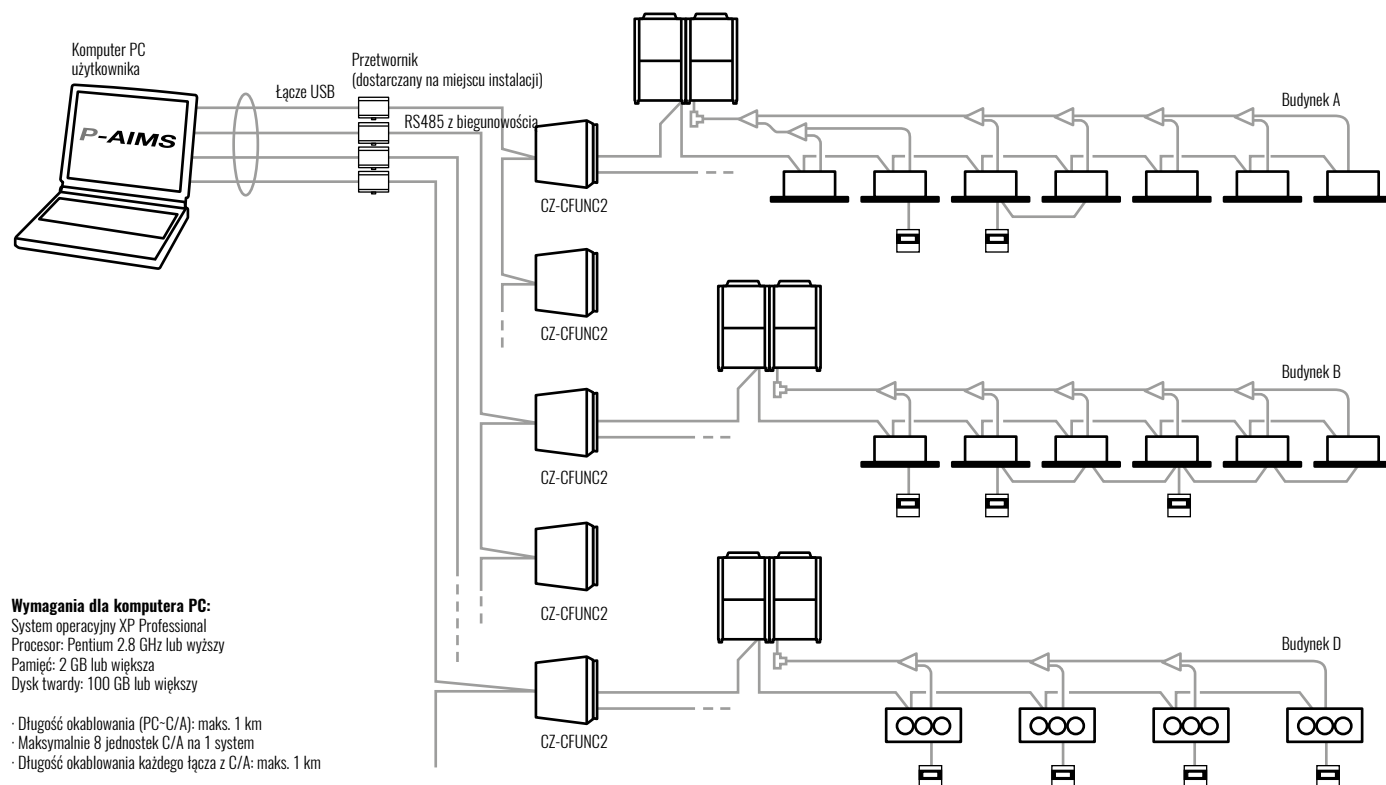 Komputer PC
użytkownika
P-AIMS
Łącze USB
Przetwornik
(dostarczany na miejscu instalacji)
RS485 z biegunowością
CZ-CFUNC2
Budynek A
CZ-CFUNC2
CZ-CFUNC2
Budynek B
CZ-CFUNC2
CZ-CFUNC2
Budynek D
Wymagania dla komputera PC:
System operacyjny XP Professional
Procesor: Pentium 2.8 GHz lub wyższy
Pamięć: 2 GB lub większa
Dysk twardy: 100 GB lub większy
· Długość okablowania (PC~C/A): maks. 1 km
· Maksymalnie 8 jednostek C/A na 1 system
· Długość okablowania każdego łącza z C/A: maks. 1 km